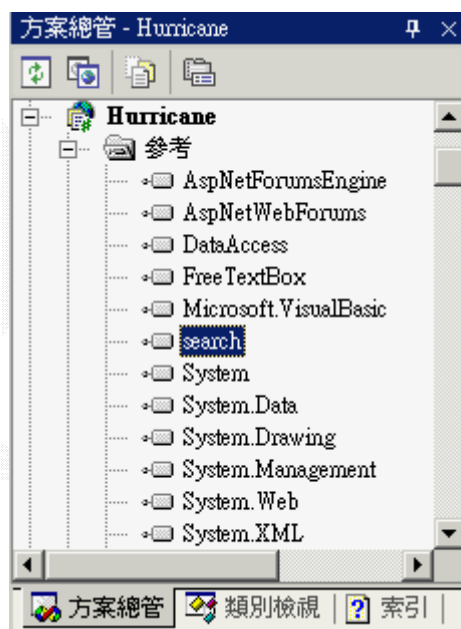 方案總管 - Hurricane
Hurricane
參考
AspNetForumsEngine
AspNetWebForums
DataAccess
FreeTextBox
Microsoft.VisualBasic
search
System
System.Data
System.Drawing
System.Management
System.Web
System.XML
方案總管 類別檢視 索引